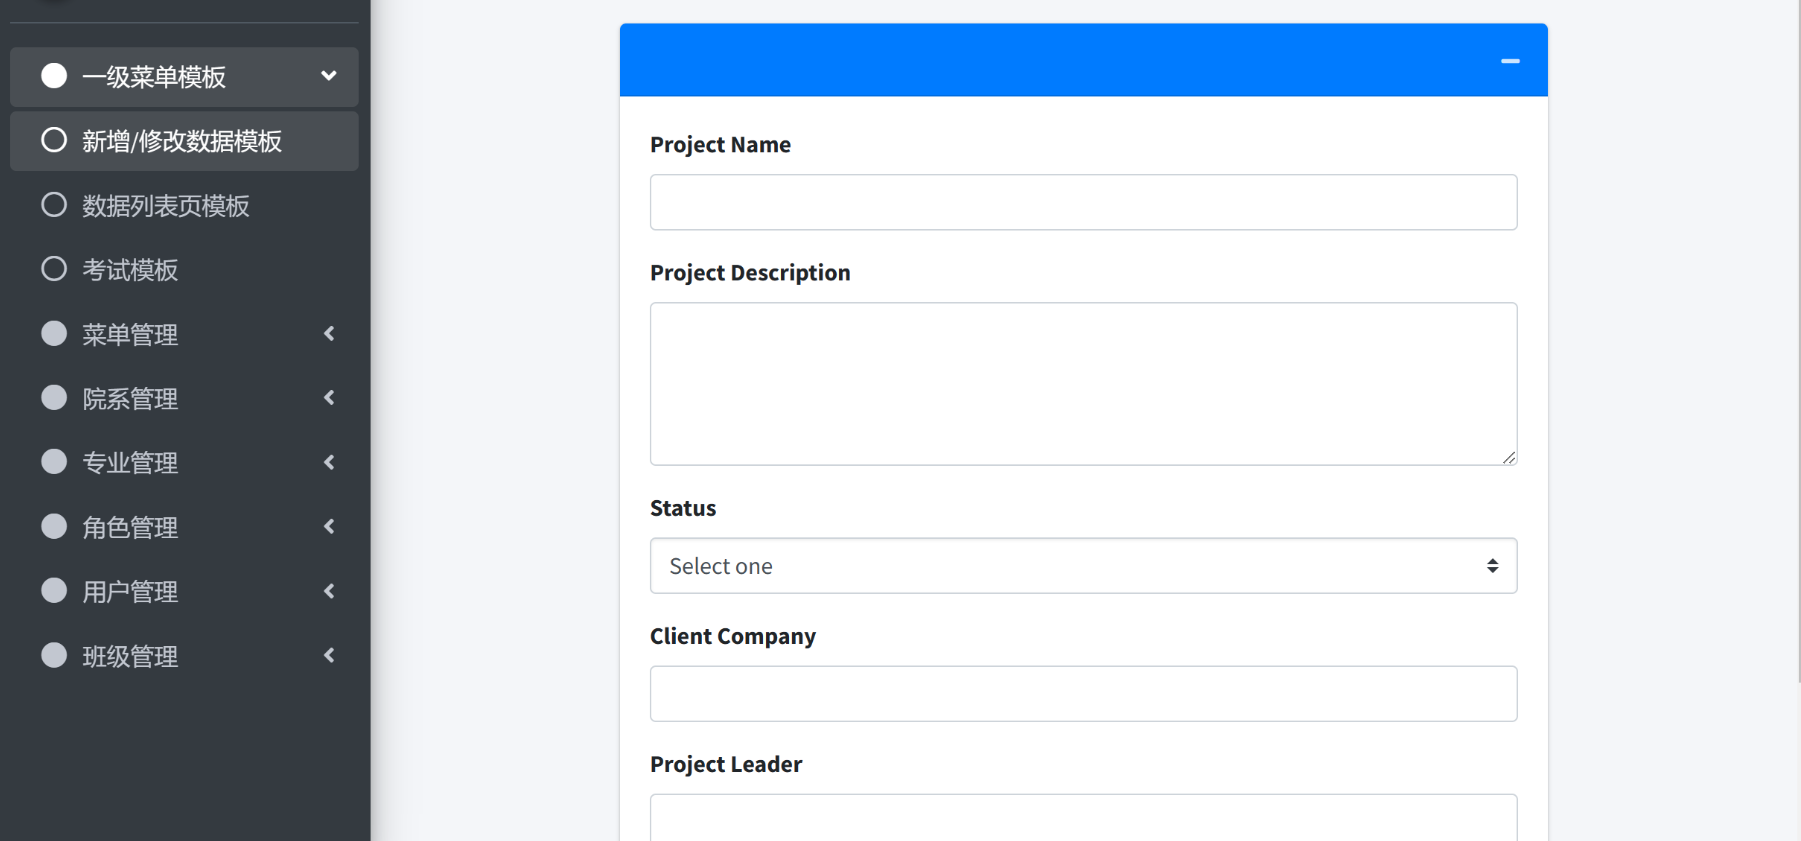 一级菜单模板
新增/修改数据模板
数据列表页模板
考试模板
菜单管理
院系管理
专业管理
角色管理
用户管理
班级管理
Project Name
Project Description
Status
Select one
Client Company
Project Leader